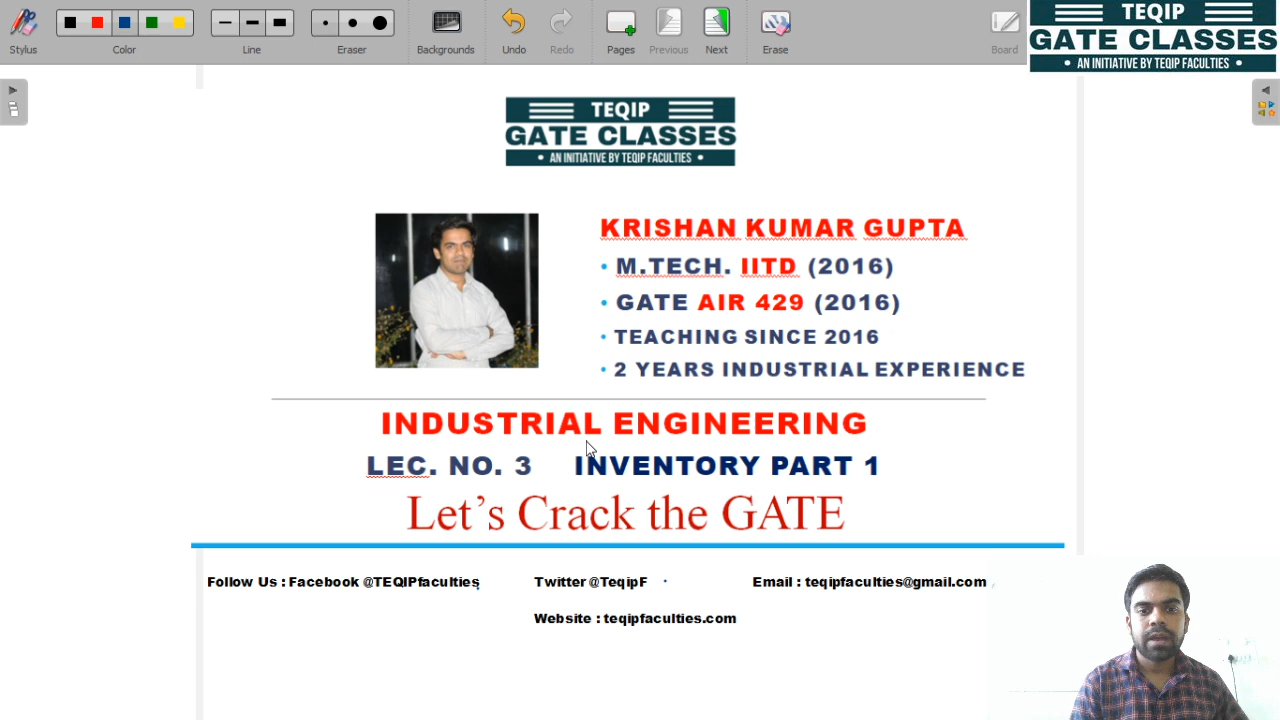 Stylus
Color
Line
Eraser
Backgrounds
Undo
Redo
Pages
Previous
Next
Erase
Board
TEQIP
GATE CLASSES
• AN INITIATIVE BY TEQIP FACULTIES •
TEQIP
GATE CLASSES
• AN INITIATIVE BY TEQIP FACULTIES •
KRISHAN KUMAR GUPTA
• M.TECH. IITD (2016)
• GATE AIR 429 (2016)
• TEACHING SINCE 2016
• 2 YEARS INDUSTRIAL EXPERIENCE
INDUSTRIAL ENGINEERING
LEC. NO. 3 INVENTORY PART 1
Let's Crack the GATE
Follow Us : Facebook @TEQIPfaculties Twitter @TeqipF Email : teqipfaculties@gmail.com
Website : teqipfaculties.com